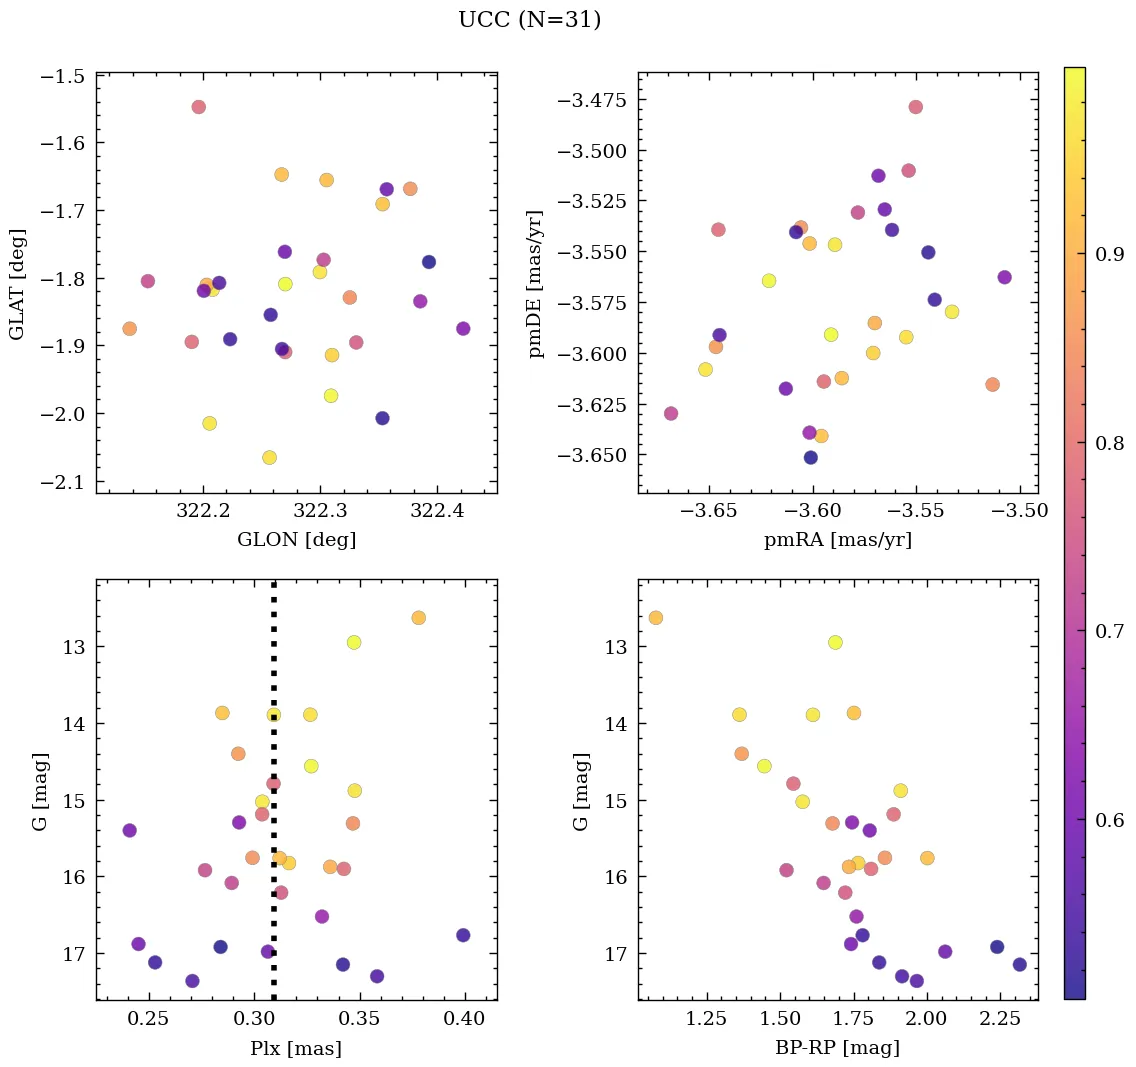 UCC (N=31)
−1.5
−1.6
−1.7
−1.8
−1.9
−2.0
−2.1
GLAT [deg]
322.2 322.3 322.4
GLON [deg]
−3.475
−3.500
−3.525
−3.550
−3.575
−3.600
−3.625
−3.650
pmDE [mas/yr]
−3.65 −3.60 −3.55 −3.50
pmRA [mas/yr]
13
14
15
16
17
G [mag]
0.25 0.30 0.35 0.40
Plx [mas]
13
14
15
16
17
G [mag]
1.25 1.50 1.75 2.00 2.25
BP-RP [mag]
0.9
0.8
0.7
0.6